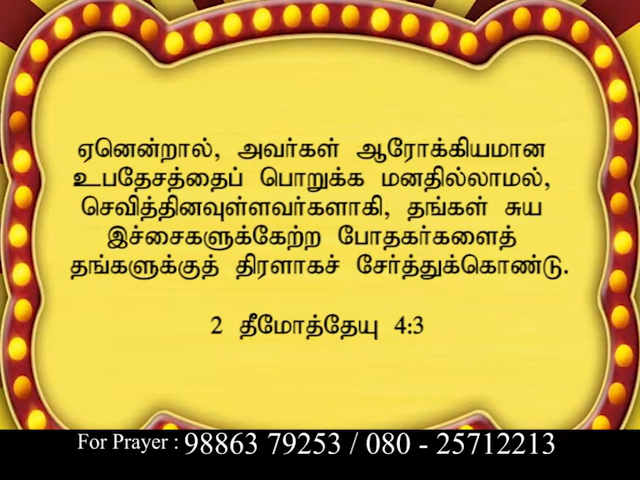 ஏனென்றால், அவர்கள் ஆரோக்கியமான
உபதேசத்தைப் பொறுக்க மனதில்லாமல்,
செவித்தினவுள்ளவர்களாகி, தங்கள் சுய
இச்சைகளுக்கேற்ற போதகர்களைத்
தங்களுக்குத் திரளாகச் சேர்த்துக்கொண்டு.
2 தீமோத்தேயு 4:3
For Prayer : 98863 79253 / 080 - 25712213